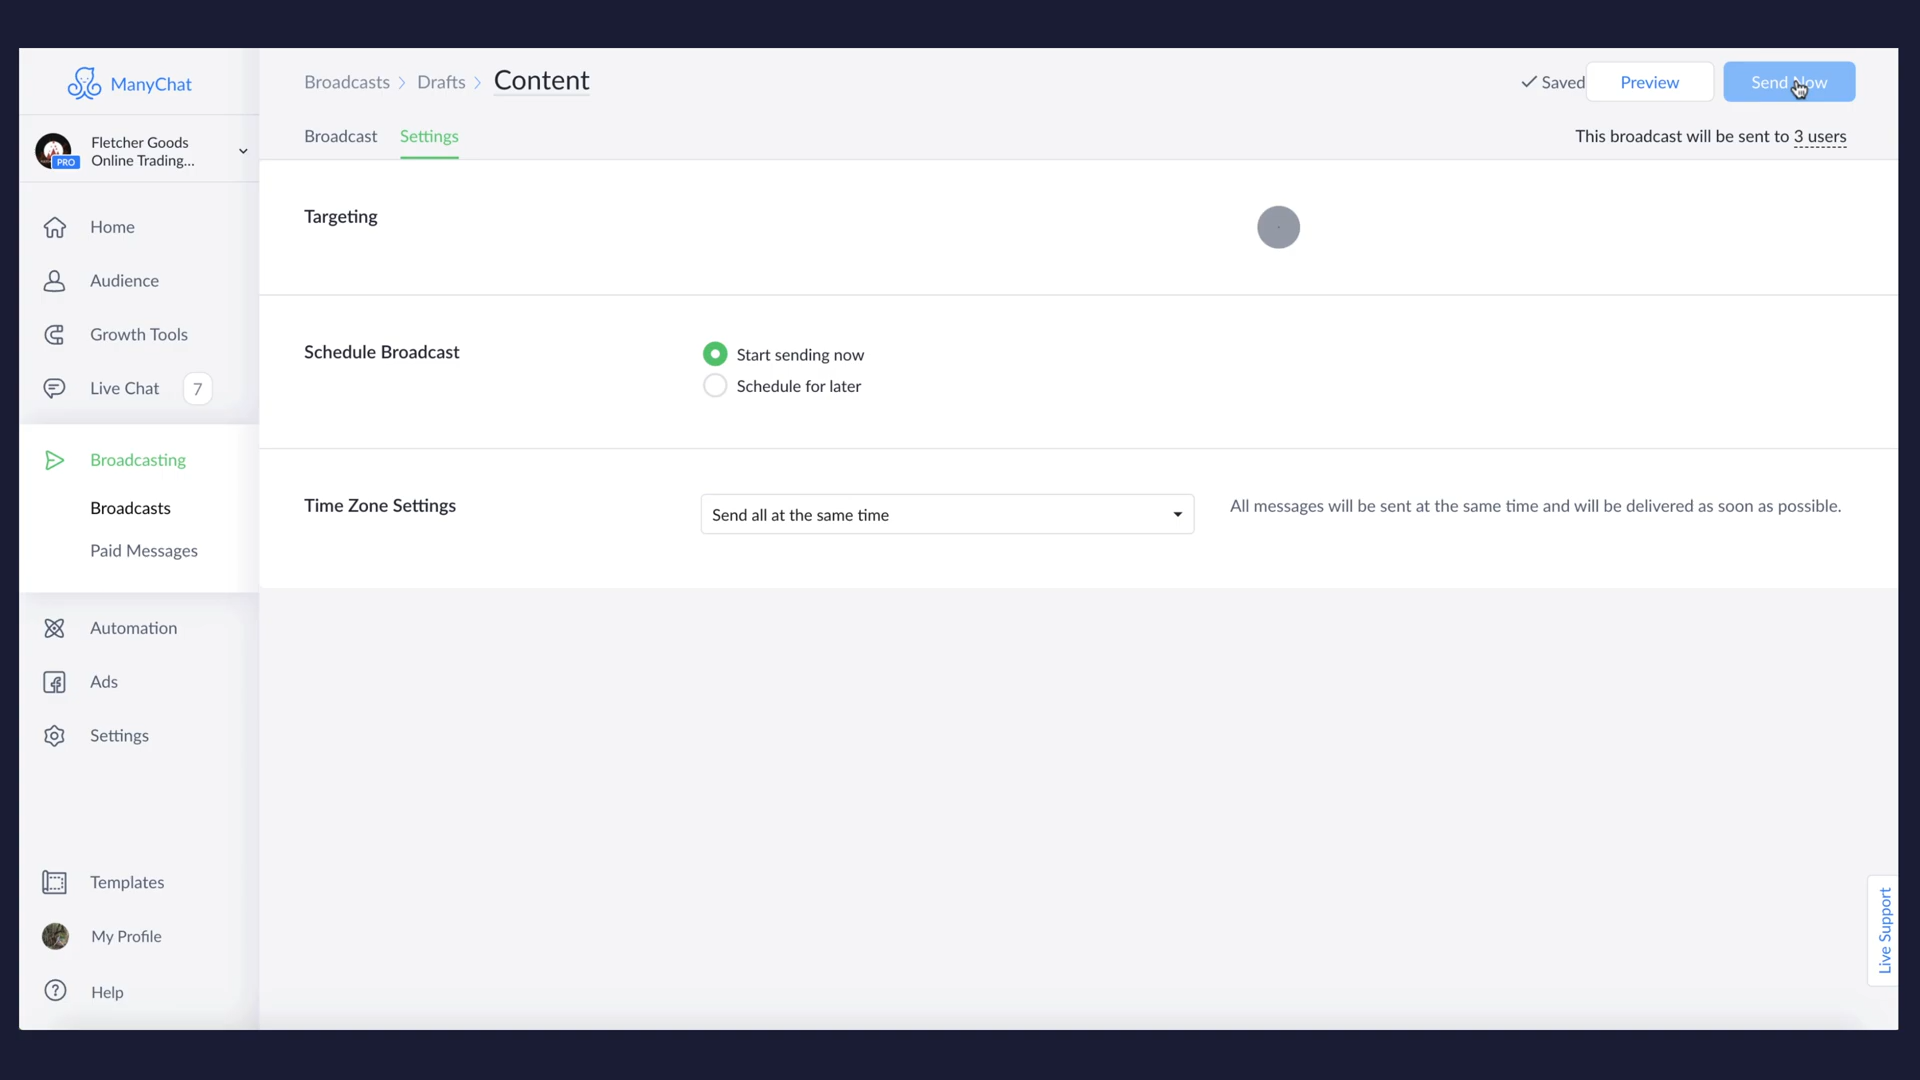 ManyChat
Fletcher Goods
Online Trading...
PRO
Home
Audience
Growth Tools
Live Chat 7
Broadcasting
Broadcasts
Paid Messages
Automation
Ads
Settings
Templates
My Profile
Help
Broadcasts > Drafts > Content
Saved
Preview
Send Now
Broadcast Settings
This broadcast will be sent to 3 users
Targeting
Schedule Broadcast
Start sending now
Schedule for later
Time Zone Settings
Send all at the same time
All messages will be sent at the same time and will be delivered as soon as possible.
Live Support